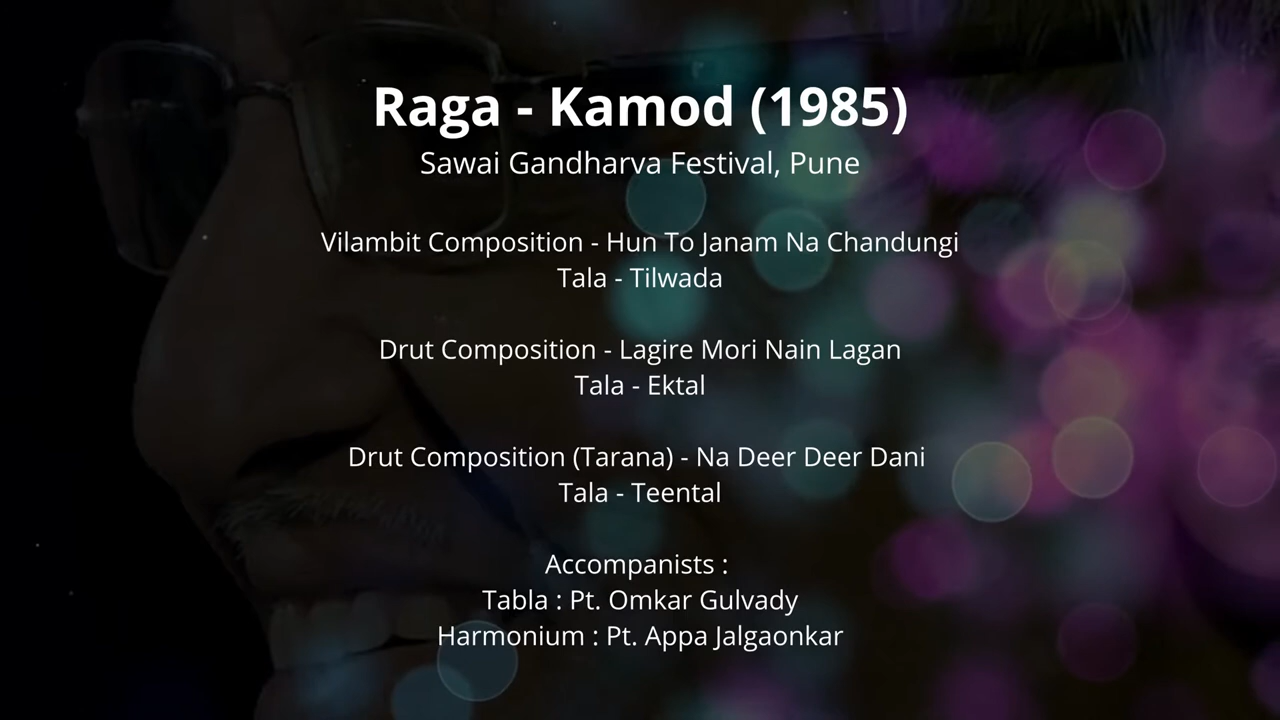 Raga - Kamod (1985)
Sawai Gandharva Festival, Pune
Vilambit Composition - Hun To Janam Na Chandungi
Tala - Tilwada
Drut Composition - Lagire Mori Nain Lagan
Tala - Ektal
Drut Composition (Tarana) - Na Deer Deer Dani
Tala - Teental
Accompanists :
Tabla : Pt. Omkar Gulvady
Harmonium : Pt. Appa Jalgaonkar